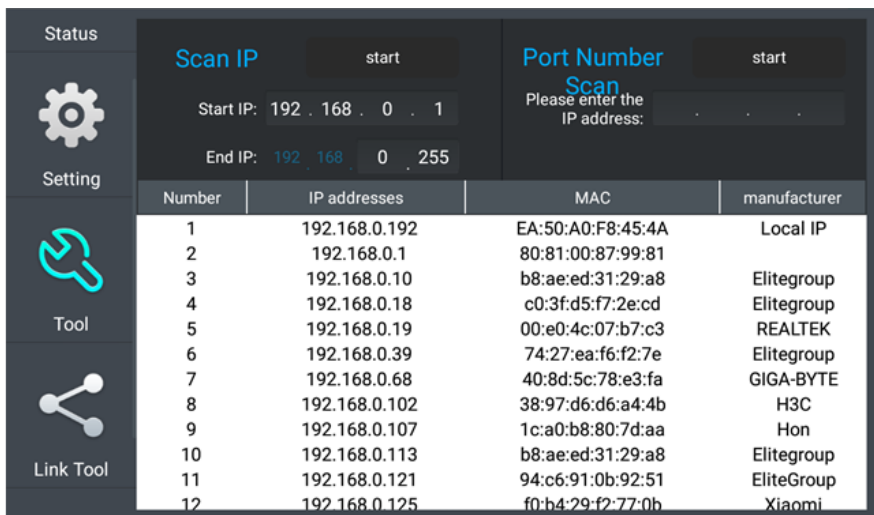 Status
Setting
Tool
Link Tool
Scan IP start
Start IP: 192 . 168 . 0 . 1
End IP: 192 . 168 . 0 . 255
Port Number Scan start
Please enter the IP address: . . .
Number IP addresses MAC manufacturer
1 192.168.0.192 EA:50:A0:F8:45:4A Local IP
2 192.168.0.1 80:81:00:87:99:81
3 192.168.0.10 b8:ae:ed:31:29:a8 Elitegroup
4 192.168.0.18 c0:3f:d5:f7:2e:cd Elitegroup
5 192.168.0.19 00:e0:4c:07:b7:c3 REALTEK
6 192.168.0.39 74:27:ea:f6:f2:7e Elitegroup
7 192.168.0.68 40:8d:5c:78:e3:fa GIGA-BYTE
8 192.168.0.102 38:97:d6:d6:a4:4b H3C
9 192.168.0.107 1c:a0:b8:80:7d:aa Hon
10 192.168.0.113 b8:ae:ed:31:29:a8 Elitegroup
11 192.168.0.121 94:c6:91:0b:92:51 EliteGroup
12 192.168.0.125 f0:b4:29:f2:77:0b Xiaomi